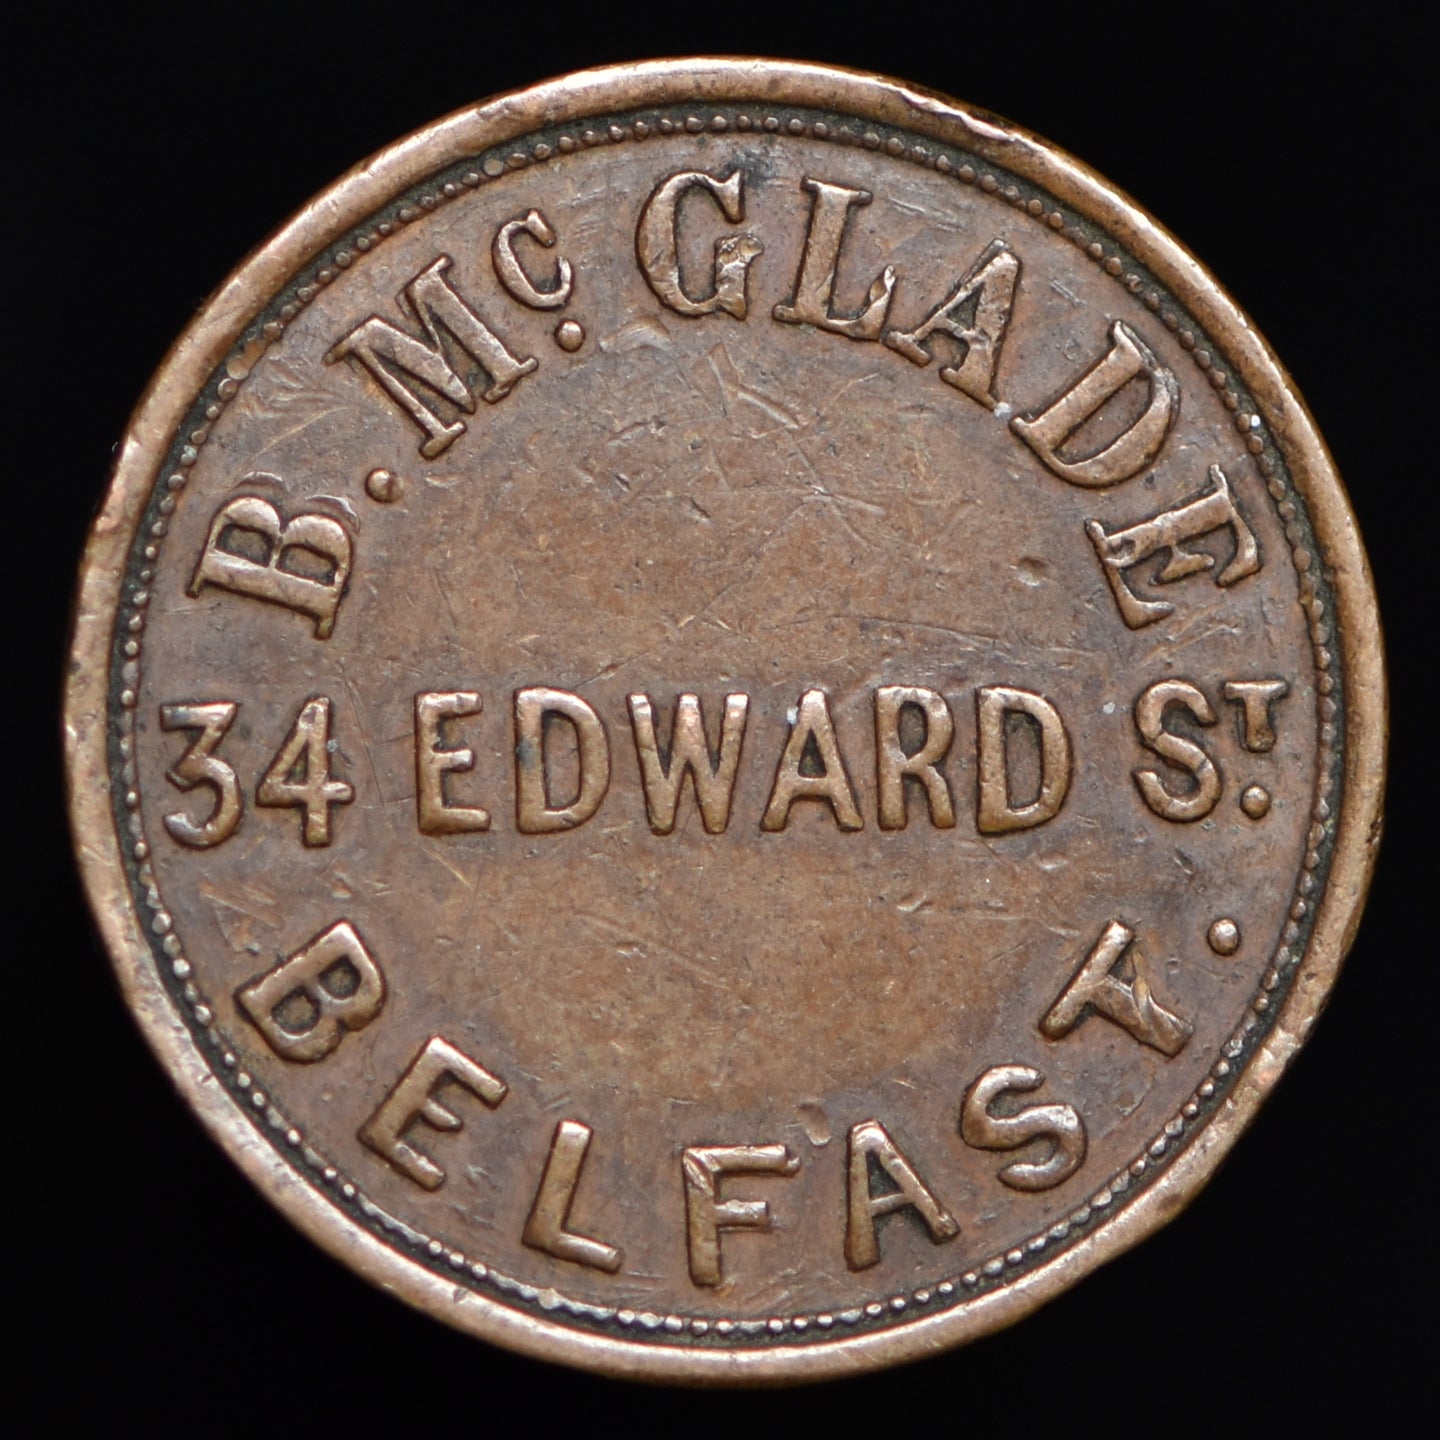 B. Mc. GLADE
34 EDWARD ST.
BELFAST.